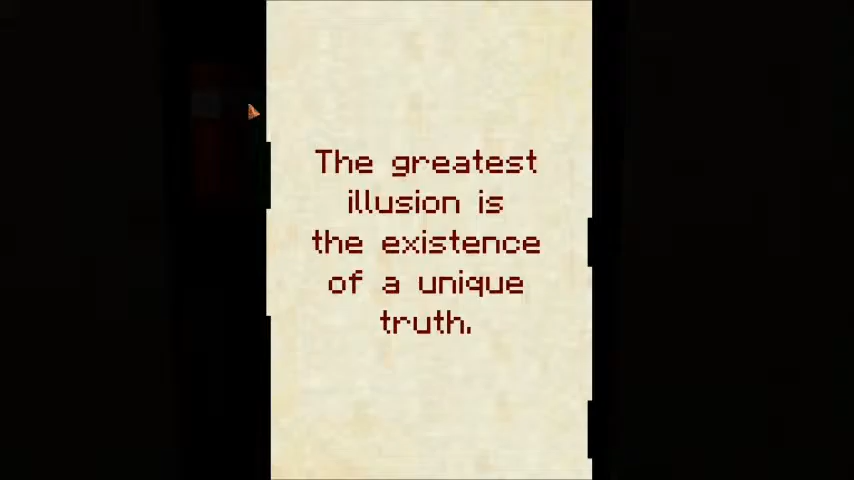 The greatest
illusion is
the existence
of a unique
truth.